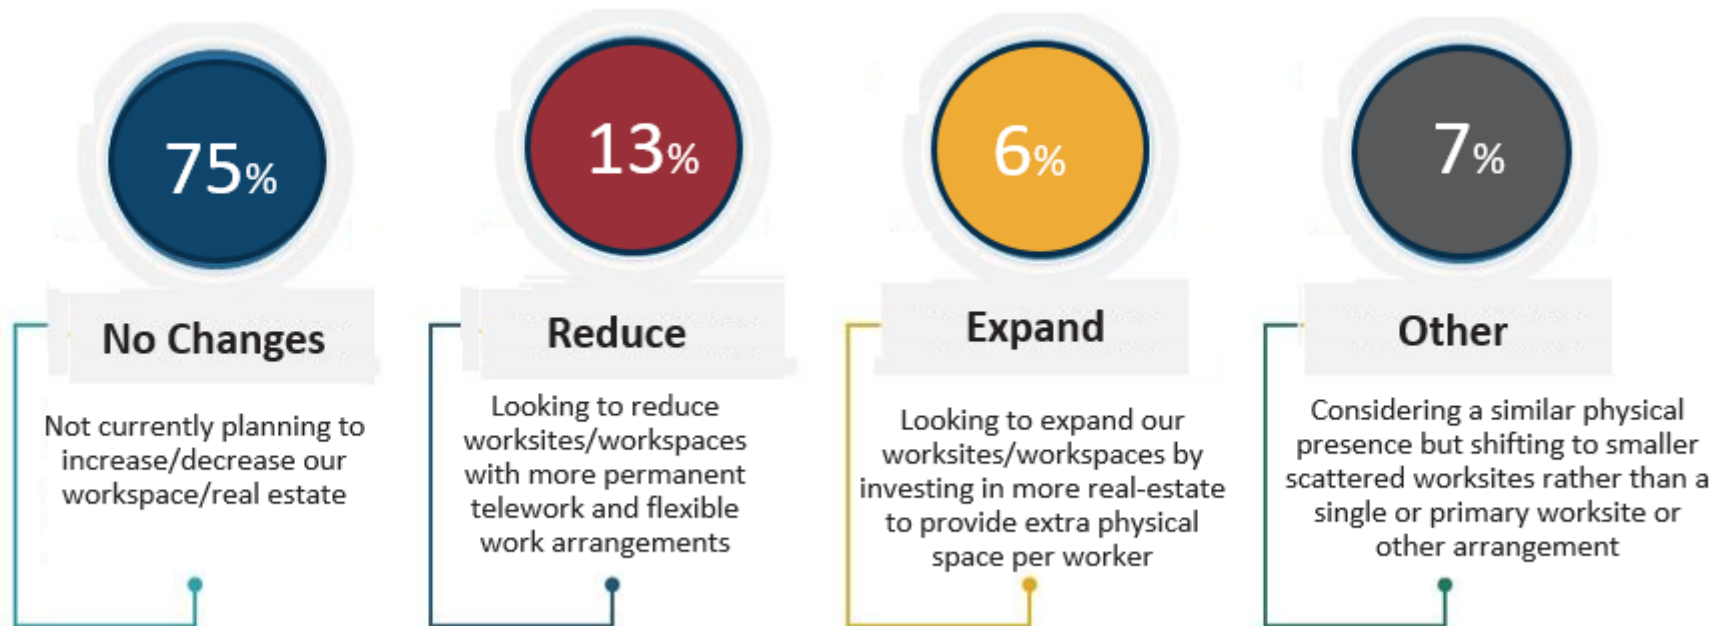 75%
No Changes
Not currently planning to
increase/decrease our
workspace/real estate
13%
Reduce
Looking to reduce
worksites/workspaces
with more permanent
telework and flexible
work arrangements
6%
Expand
Looking to expand our
worksites/workspaces by
investing in more real-estate
to provide extra physical
space per worker
7%
Other
Considering a similar physical
presence but shifting to smaller
scattered worksites rather than a
single or primary worksite or
other arrangement